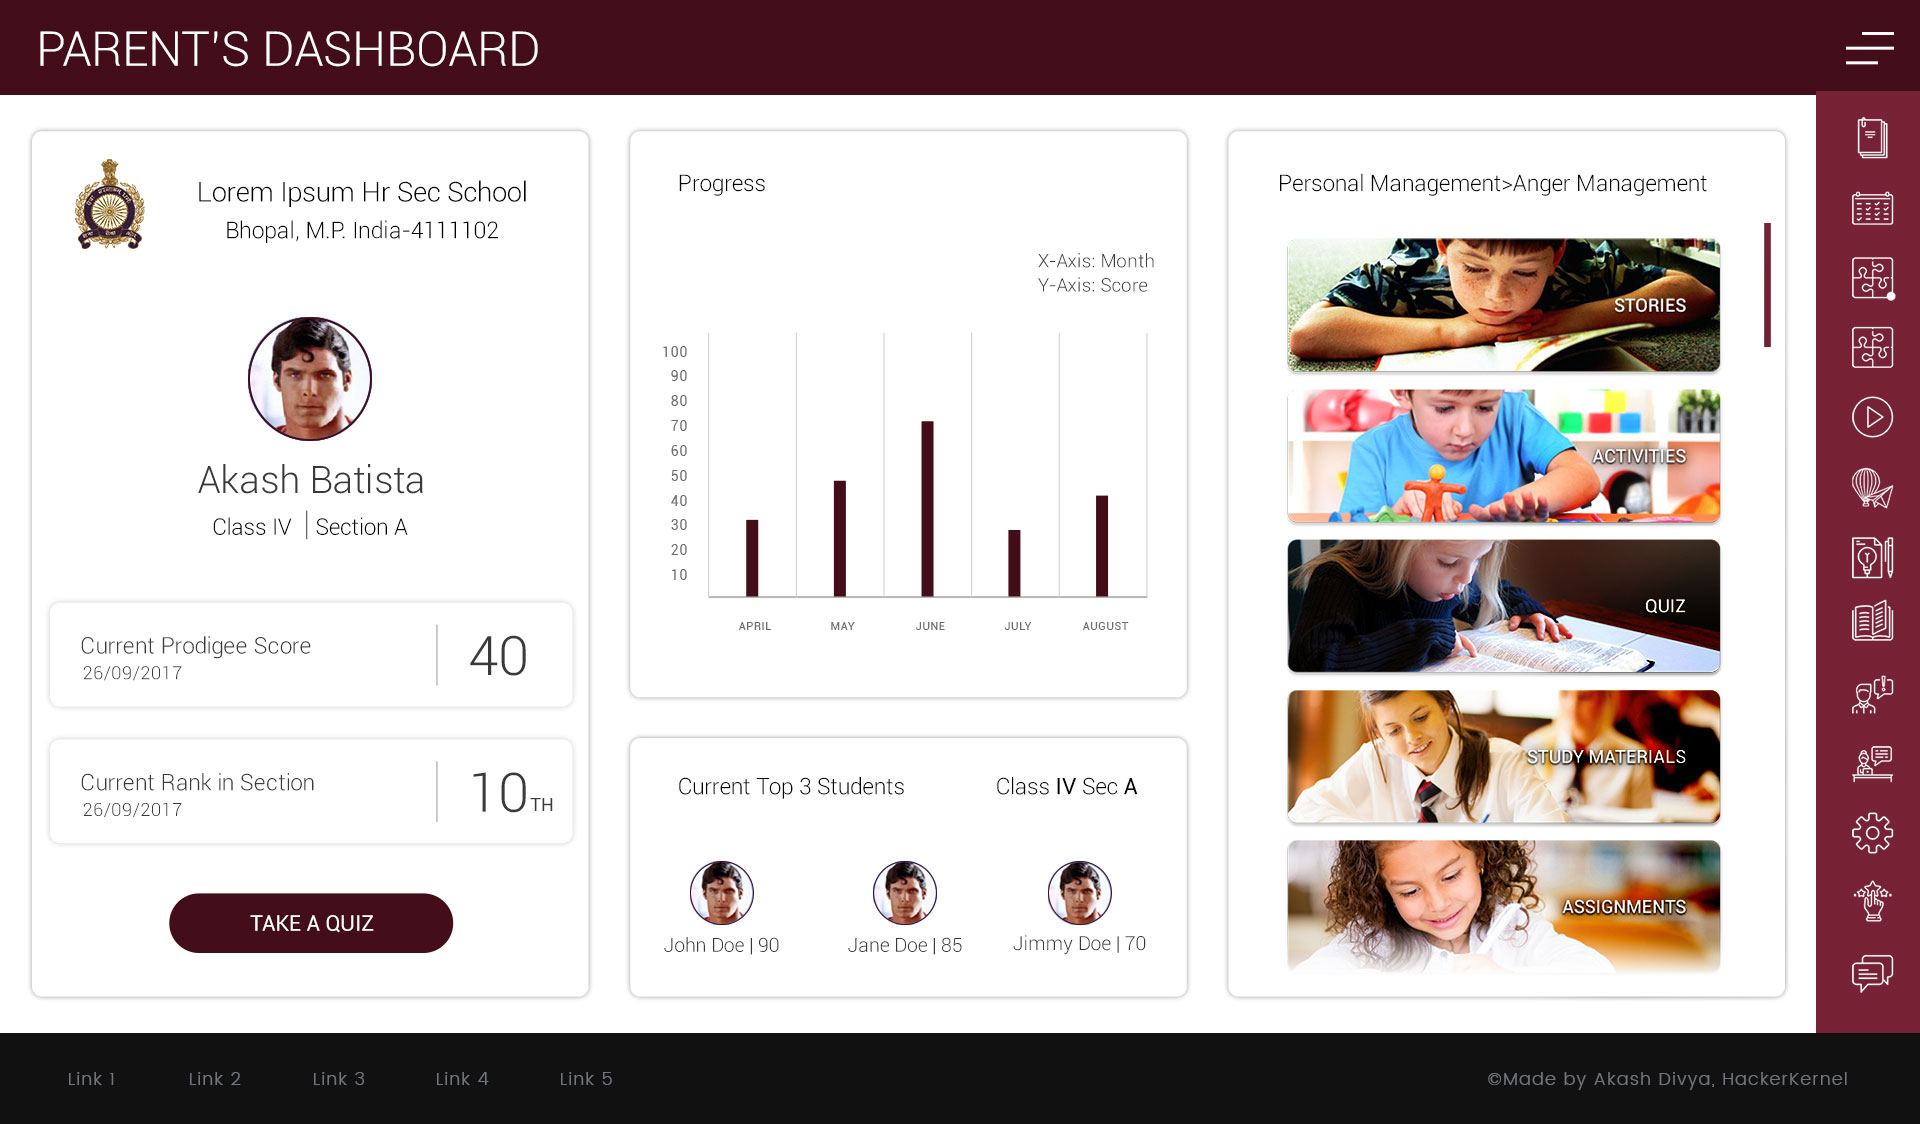 PARENT'S DASHBOARD
Lorem Ipsum Hr Sec School
Bhopal, M.P. India-4111102
Akash Batista
Class IV | Section A
Current Prodigee Score
26/09/2017
40
Current Rank in Section
26/09/2017
10TH
TAKE A QUIZ
Progress
X-Axis: Month
Y-Axis: Score
100
90
80
70
60
50
40
30
20
10
APRIL MAY JUNE JULY AUGUST
Current Top 3 Students Class IV Sec A
John Doe | 90 Jane Doe | 85 Jimmy Doe | 70
Personal Management>Anger Management
STORIES
ACTIVITIES
QUIZ
STUDY MATERIALS
ASSIGNMENTS
Link 1 Link 2 Link 3 Link 4 Link 5
©Made by Akash Divya, HackerKernel